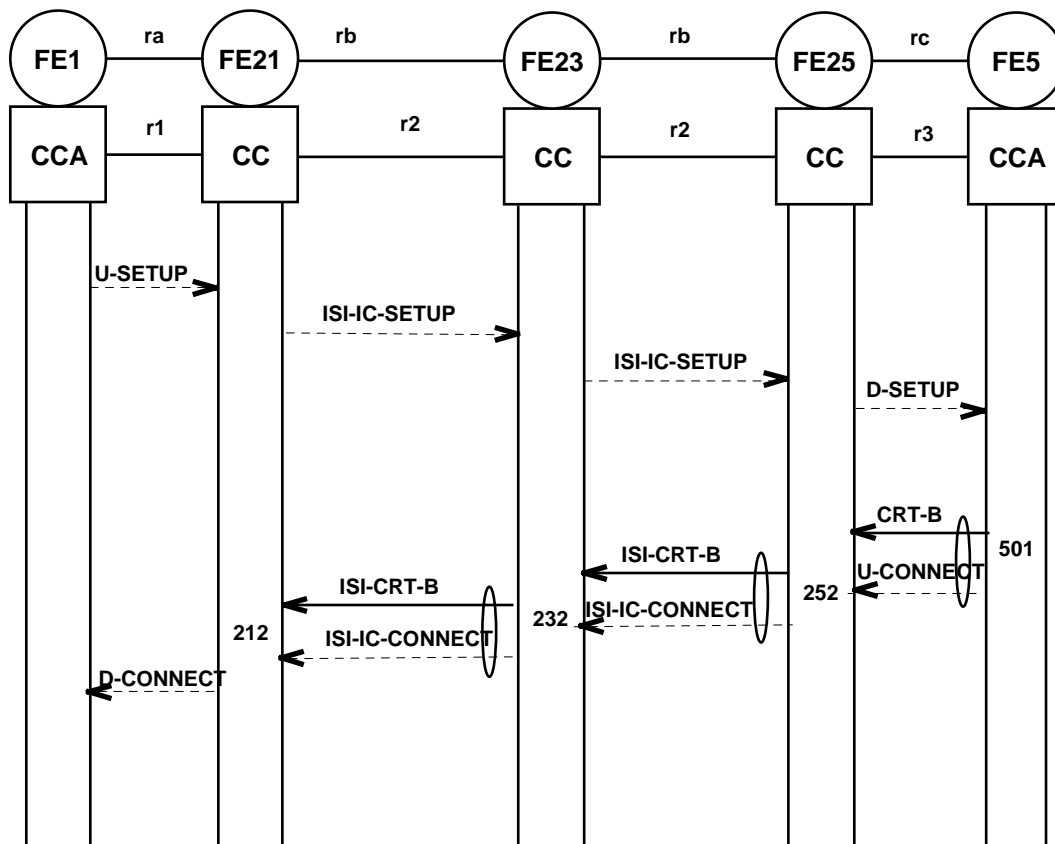 ra rb rb rc
FE1 FE21 FE23 FE25 FE5
r1 r2 r2 r3
CCA CC CC CC CCA
U-SETUP
ISI-IC-SETUP
ISI-IC-SETUP
D-SETUP
CRT-B
501
ISI-CRT-B
U-CONNECT
ISI-CRT-B
252
ISI-IC-CONNECT
232
212
ISI-IC-CONNECT
D-CONNECT